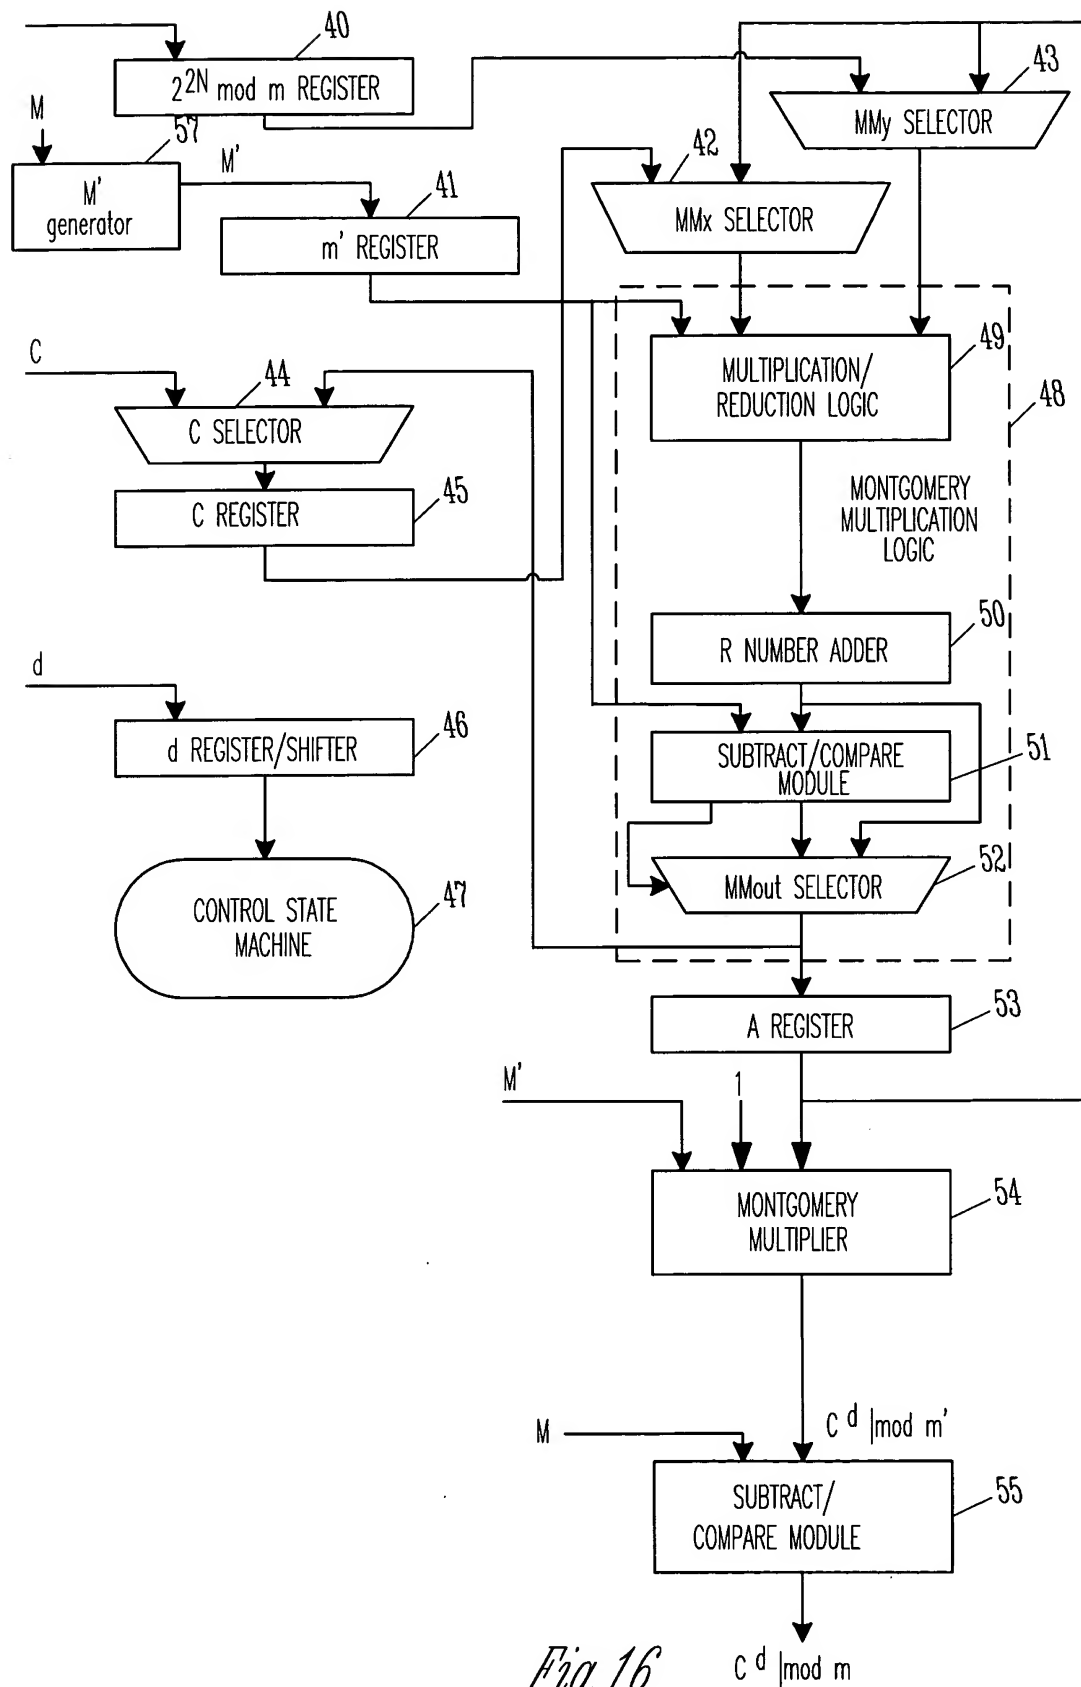 40
2^2N mod m REGISTER
43
MMy SELECTOR
M
57
M'
generator
M'
42
MMx SELECTOR
41
m' REGISTER
49
MULTIPLICATION/
REDUCTION LOGIC
48
C
44
C SELECTOR
45
C REGISTER
MONTGOMERY
MULTIPLICATION
LOGIC
50
R NUMBER ADDER
d
46
d REGISTER/SHIFTER
51
SUBTRACT/COMPARE
MODULE
52
MMout SELECTOR
47
CONTROL STATE
MACHINE
53
A REGISTER
M'
1
54
MONTGOMERY
MULTIPLIER
C^d |mod m'
M
55
SUBTRACT/
COMPARE MODULE
C^d |mod m
Fig.16